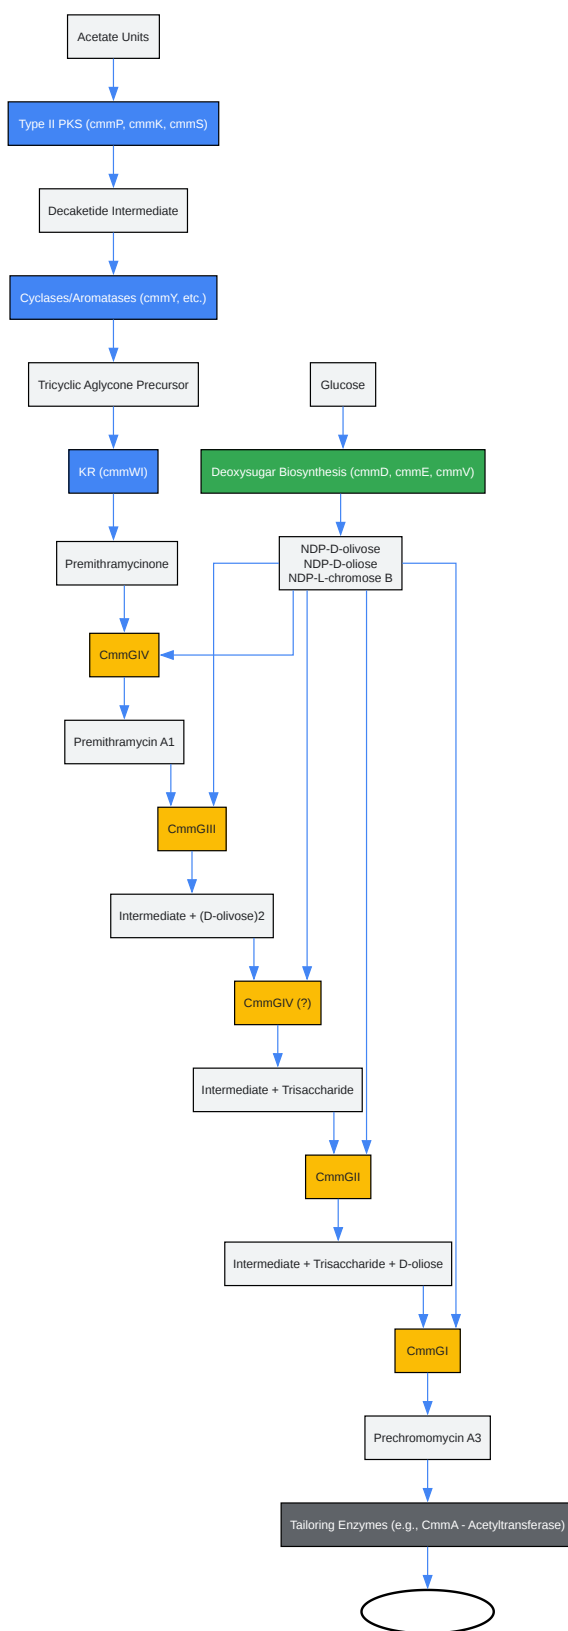 Acetate Units
Type II PKS (cmmP, cmmK, cmmS)
Decaketide Intermediate
Cyclases/Aromatases (cmmY, etc.)
Tricyclic Aglycone Precursor
Glucose
KR (cmmWI)
Deoxysugar Biosynthesis (cmmD, cmmE, cmmV)
Premithramycinone
NDP-D-olivose
NDP-D-oliose
NDP-L-chromose B
CmmGIV
Premithramycin A1
CmmGIII
Intermediate + (D-olivose)2
CmmGIV (?)
Intermediate + Trisaccharide
CmmGII
Intermediate + Trisaccharide + D-oliose
CmmGI
Prechromomycin A3
Tailoring Enzymes (e.g., CmmA - Acetyltransferase)